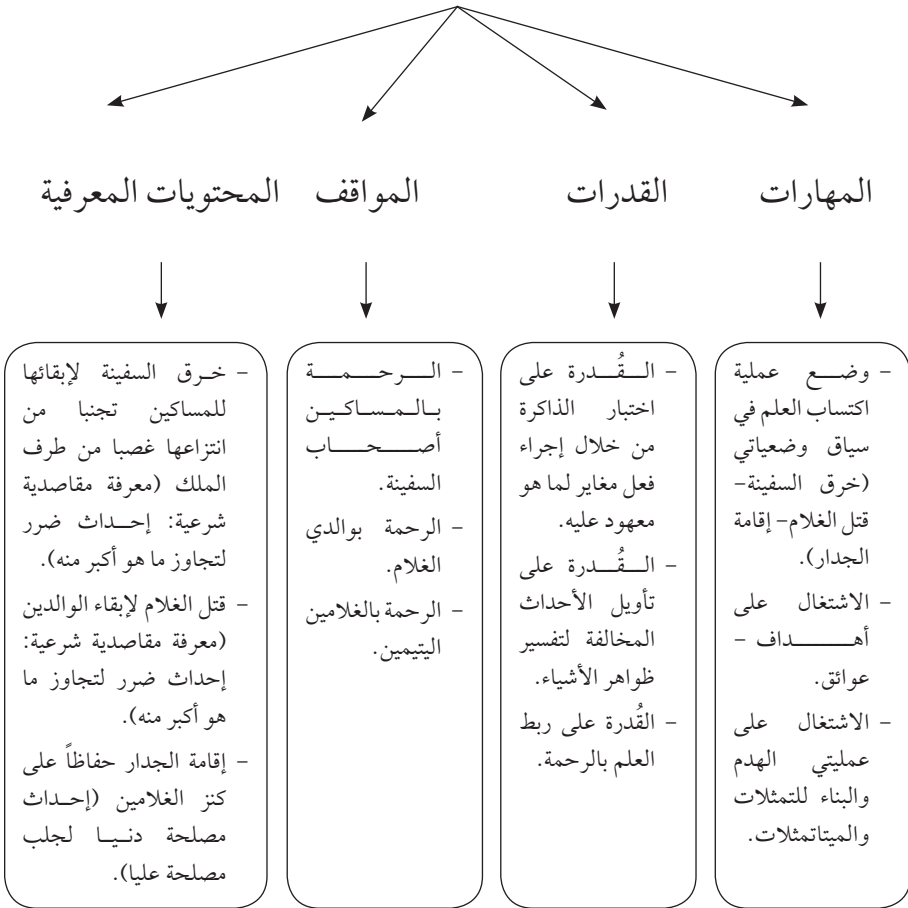 المهارات
القدرات
المواقف
المحتويات المعرفية
– وضع عملية
اكتساب العلم في
سياق وضعياتي
(خرق السفينة–
قتل الغلام– إقامة
الجدار).
– الاشتغال على
أهداف –
عوائق.
– الاشتغال على
عمليتي الهدم
والبناء للتمثلات
والميتاتمثلات.
– القُدرة على
اختبار الذاكرة
من خلال إجراء
فعل مغاير لما هو
معهود عليه.
– القُدرة على
تأويل الأحداث
المخالفة لتفسير
ظواهر الأشياء.
– القُدرة على ربط
العلم بالرحمة.
– الرحمة
بالمساكين
أصحاب
السفينة.
– الرحمة بوالدي
الغلام.
– الرحمة بالغلامين
اليتيمين.
– خرق السفينة لإبقائها
للمساكين تجنبا من
انتزاعها غصبا من طرف
الملك (معرفة مقاصدية
شرعية: إحداث ضرر
لتجاوز ما هو أكبر منه).
– قتل الغلام لإبقاء الوالدين
(معرفة مقاصدية شرعية:
إحداث ضرر لتجاوز ما
هو أكبر منه).
– إقامة الجدار حفاظاً على
كنز الغلامين (إحداث
مصلحة دنيا لجلب
مصلحة عليا).